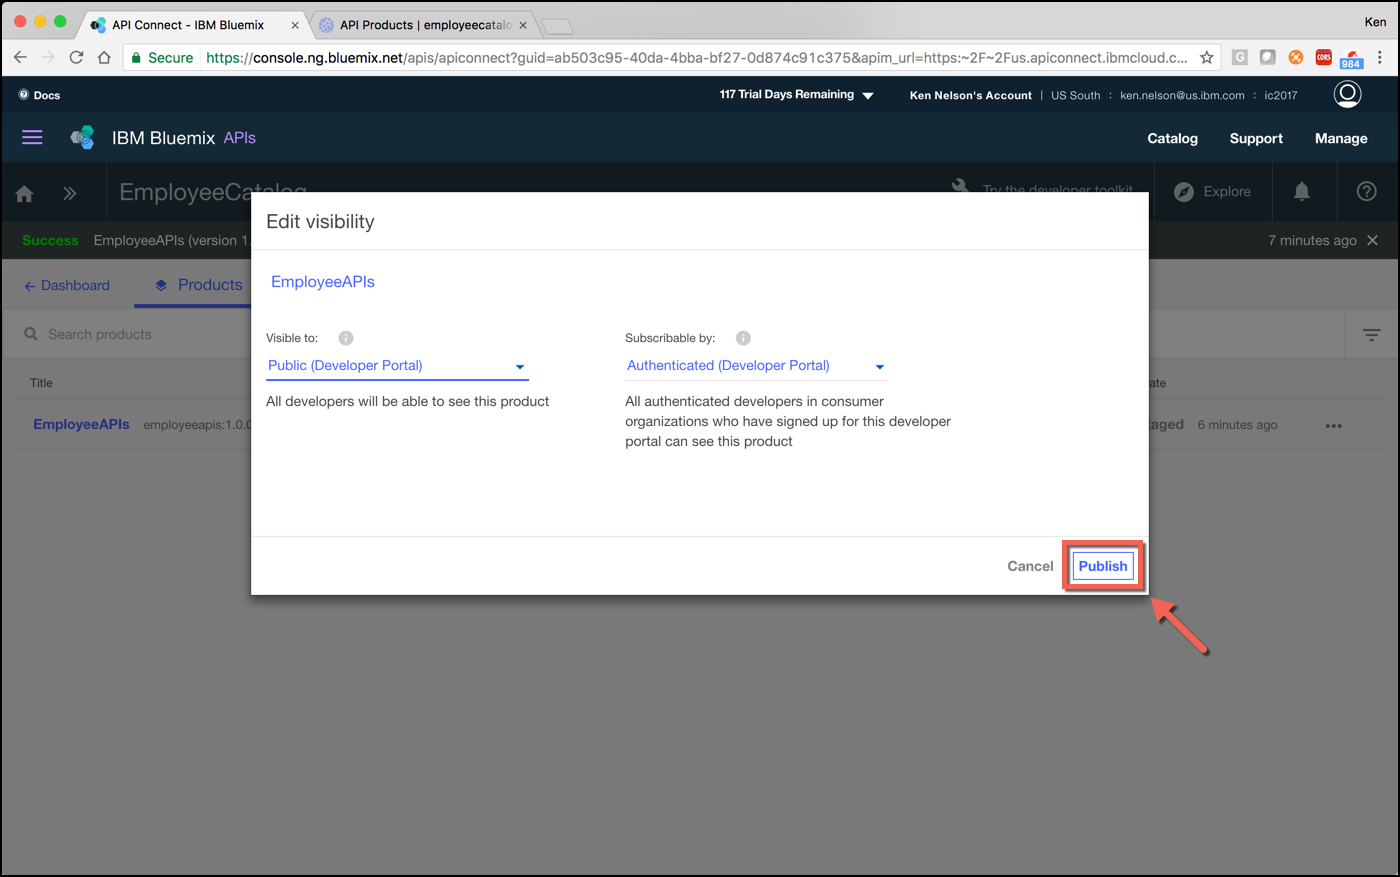 API Connect - IBM Bluemix
API Products | employeecatalo
Ken
Secure https://console.ng.bluemix.net/apis/apiconnect?guid=ab503c95-40da-4bba-bf27-0d874c91c375&apim_url=https:~2F~2Fus.apiconnect.ibmcloud.c...
G
CORS
984
Docs
117 Trial Days Remaining
Ken Nelson's Account | US South : ken.nelson@us.ibm.com : ic2017
IBM Bluemix APIs
Catalog
Support
Manage
EmployeeCatalog
Try the developer toolkit
Explore
Success EmployeeAPIs (version 1.
7 minutes ago
Dashboard
Products
Search products
Title
ate
EmployeeAPIs employeeapis:1.0.0
aged 6 minutes ago
Edit visibility
EmployeeAPIs
Visible to:
Public (Developer Portal)
All developers will be able to see this product
Subscribable by:
Authenticated (Developer Portal)
All authenticated developers in consumer
organizations who have signed up for this developer
portal can see this product
Cancel
Publish